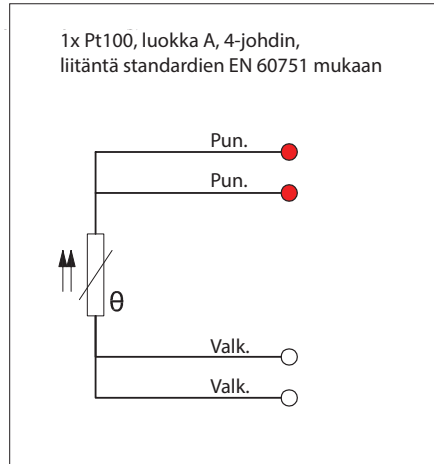 1x Pt100, luokka A, 4-johdin,
liitäntä standardien EN 60751 mukaan
Pun.
Pun.
θ
Valk.
Valk.